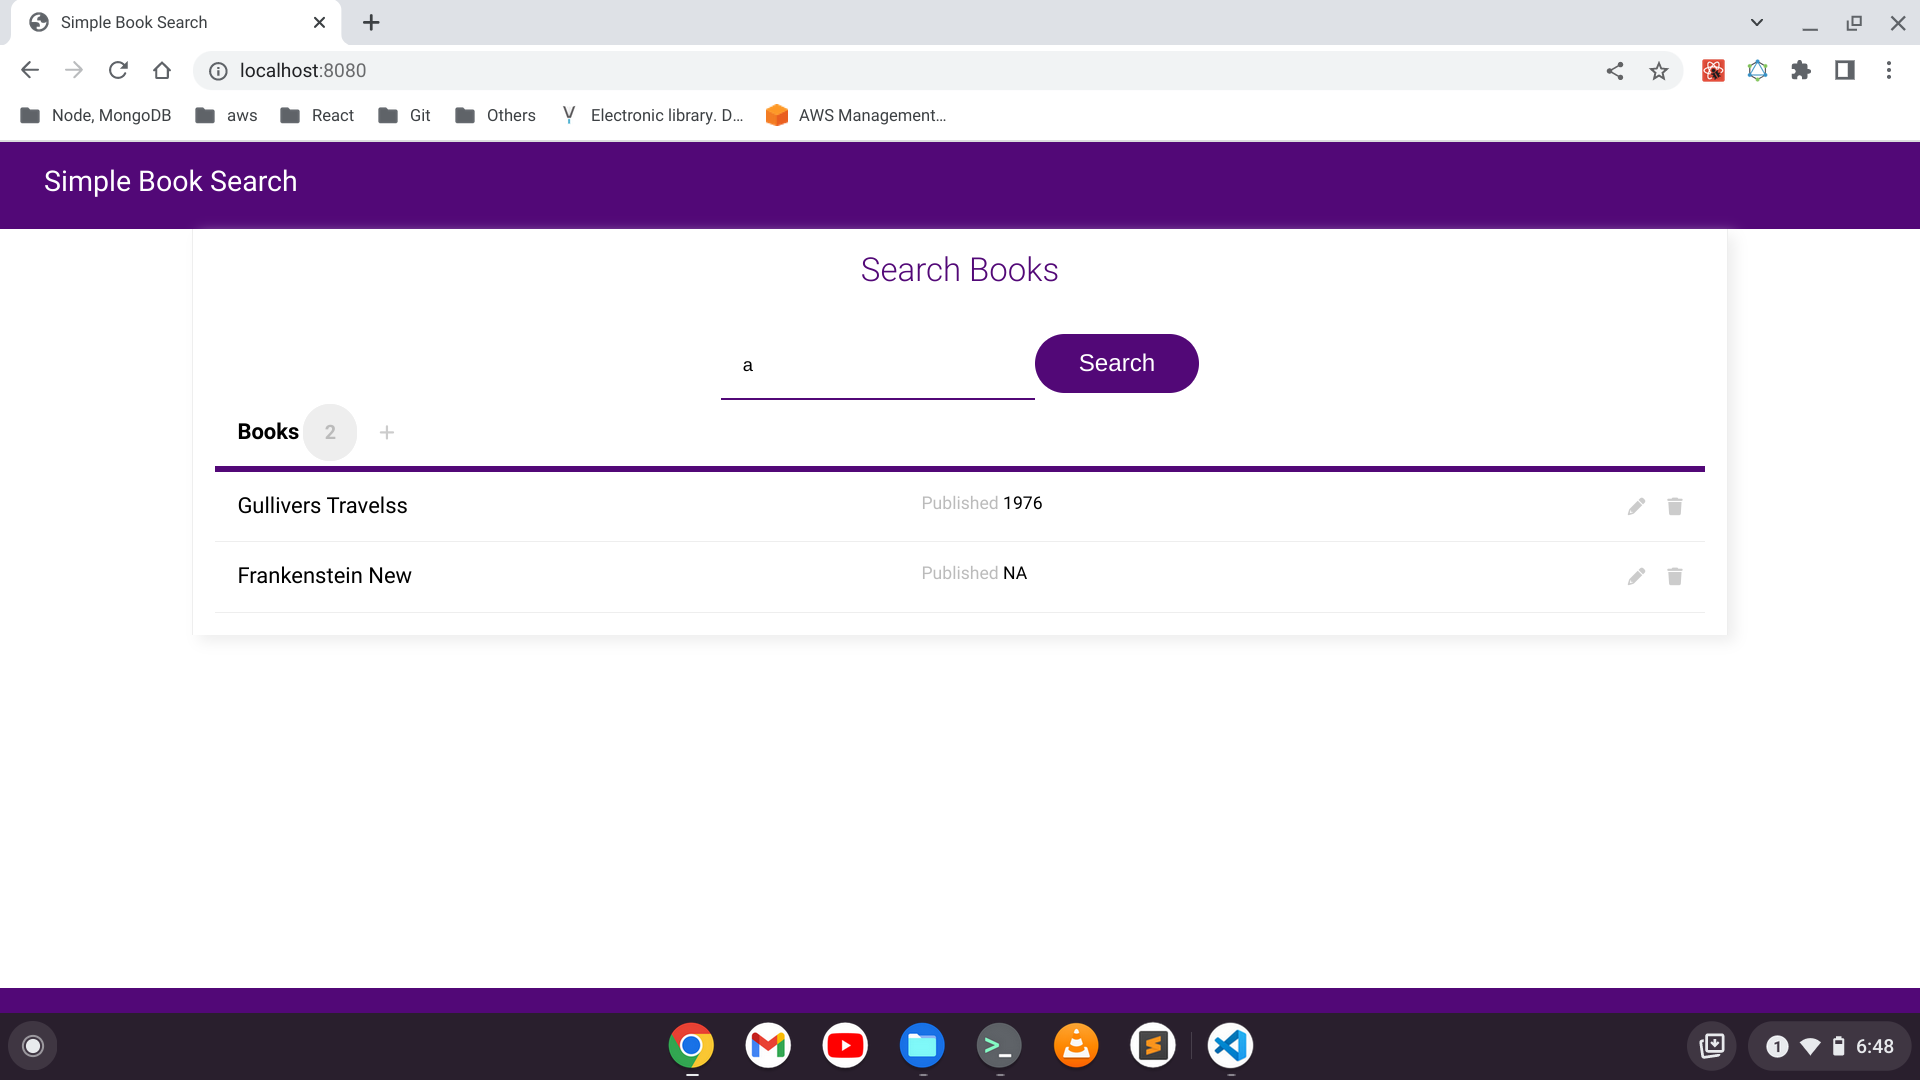 Simple Book Search
localhost:8080
Node, MongoDB aws React Git Others Electronic library. D... AWS Management...
Simple Book Search
Search Books
a Search
Books 2 +
Gullivers Travelss Published 1976
Frankenstein New Published NA
1 6:48